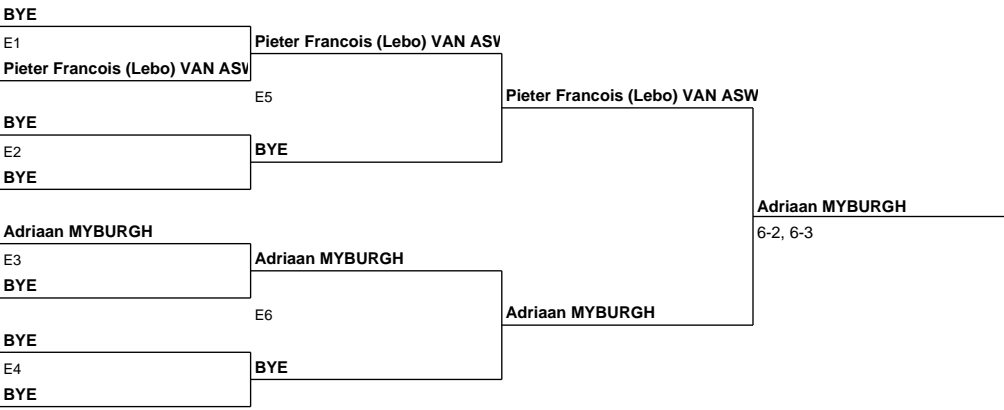 BYE
E1
Pieter Francois (Lebo) VAN ASW
BYE
E2
BYE
Adriaan MYBURGH
E3
BYE
BYE
E4
BYE
Pieter Francois (Lebo) VAN ASW
E5
BYE
Adriaan MYBURGH
E6
BYE
Pieter Francois (Lebo) VAN ASW
Adriaan MYBURGH
Adriaan MYBURGH
6-2, 6-3